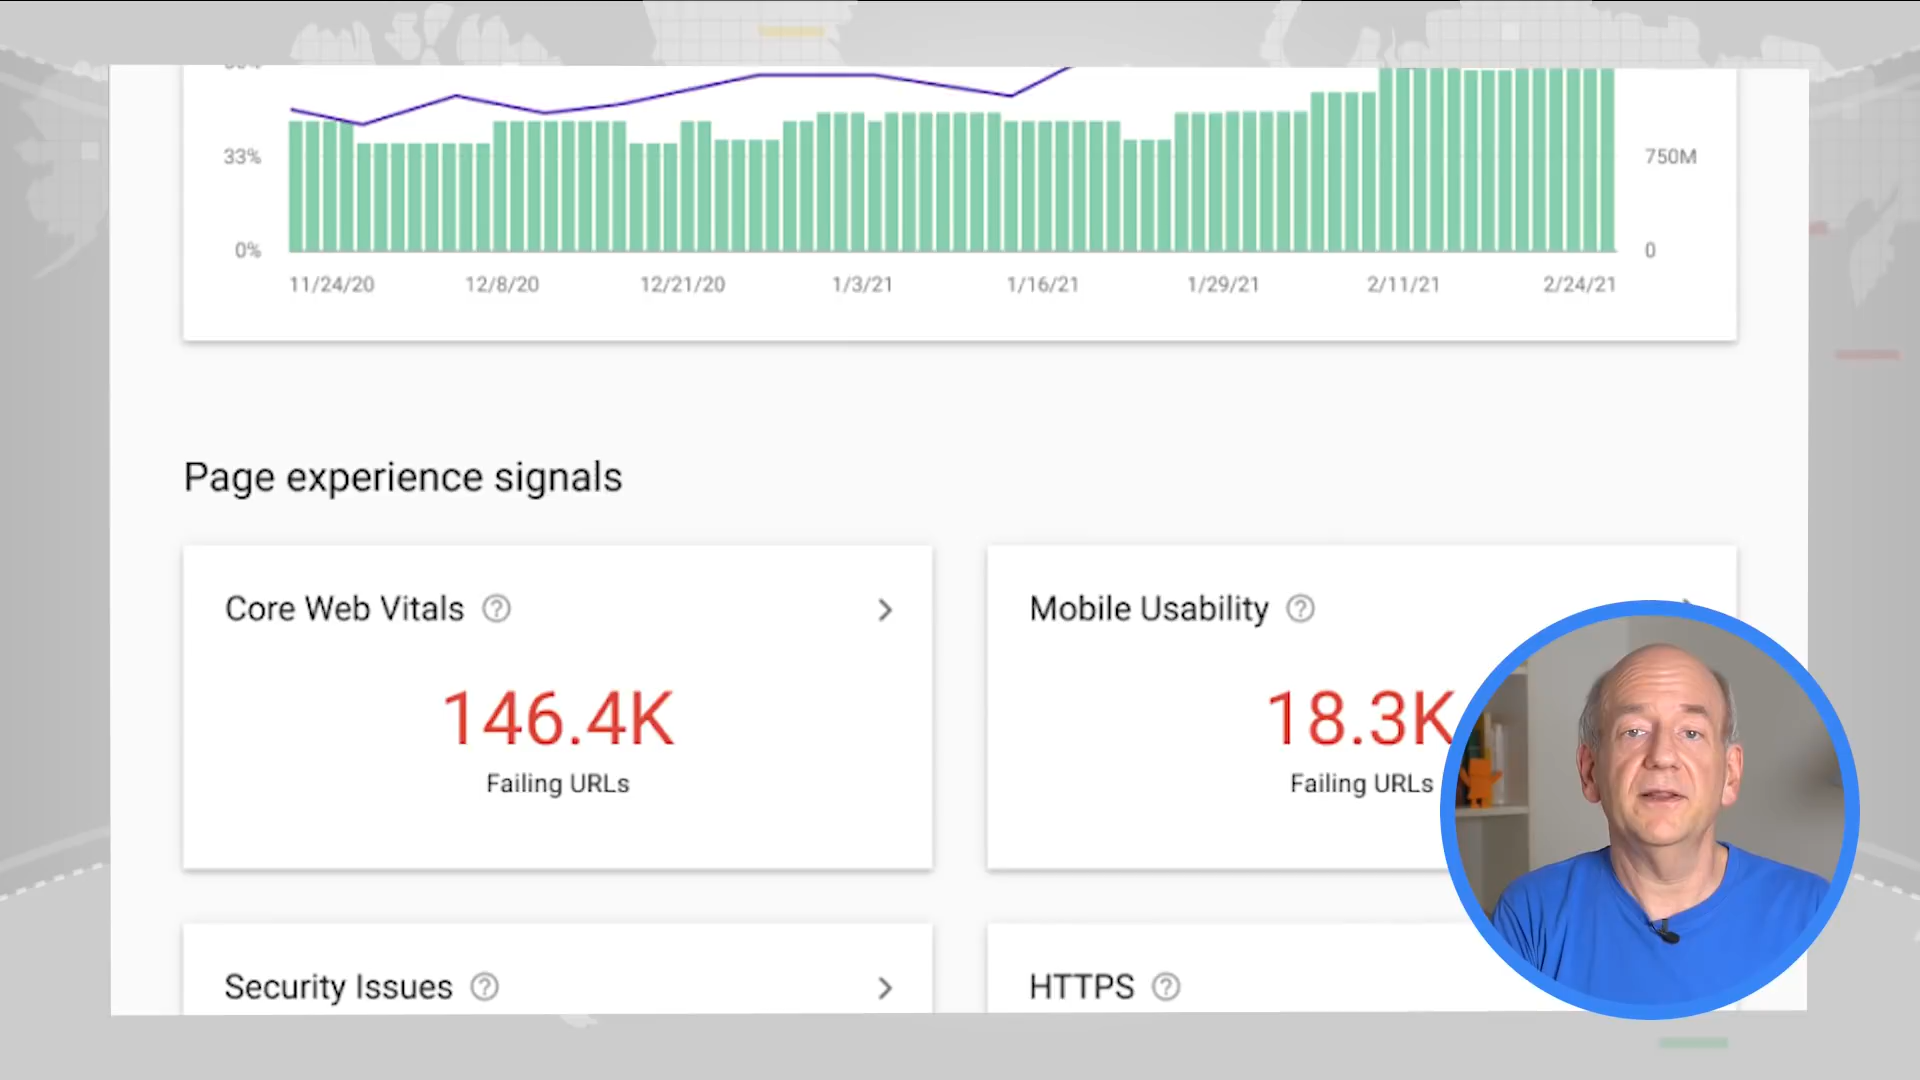 33%
750M
0%
0
11/24/20 12/8/20 12/21/20 1/3/21 1/16/21 1/29/21 2/11/21 2/24/21
Page experience signals
Core Web Vitals
146.4K
Failing URLs
Mobile Usability
18.3K
Failing URLs
Security Issues
HTTPS